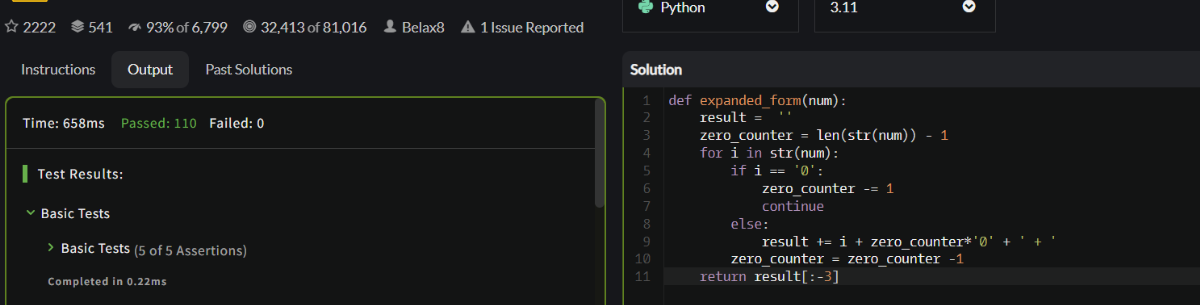 2222 541 93% of 6,799 32,413 of 81,016 Belax8 1 Issue Reported
Python 3.11
Instructions Output Past Solutions
Time: 658ms Passed: 110 Failed: 0
Test Results:
Basic Tests
Basic Tests (5 of 5 Assertions)
Completed in 0.22ms
Solution
1 def expanded_form(num):
2     result =  ''
3     zero_counter = len(str(num)) - 1
4     for i in str(num):
5         if i == '0':
6             zero_counter -= 1
7             continue
8         else:
9             result += i + zero_counter*'0' + ' + '
10         zero_counter = zero_counter -1
11     return result[:-3]